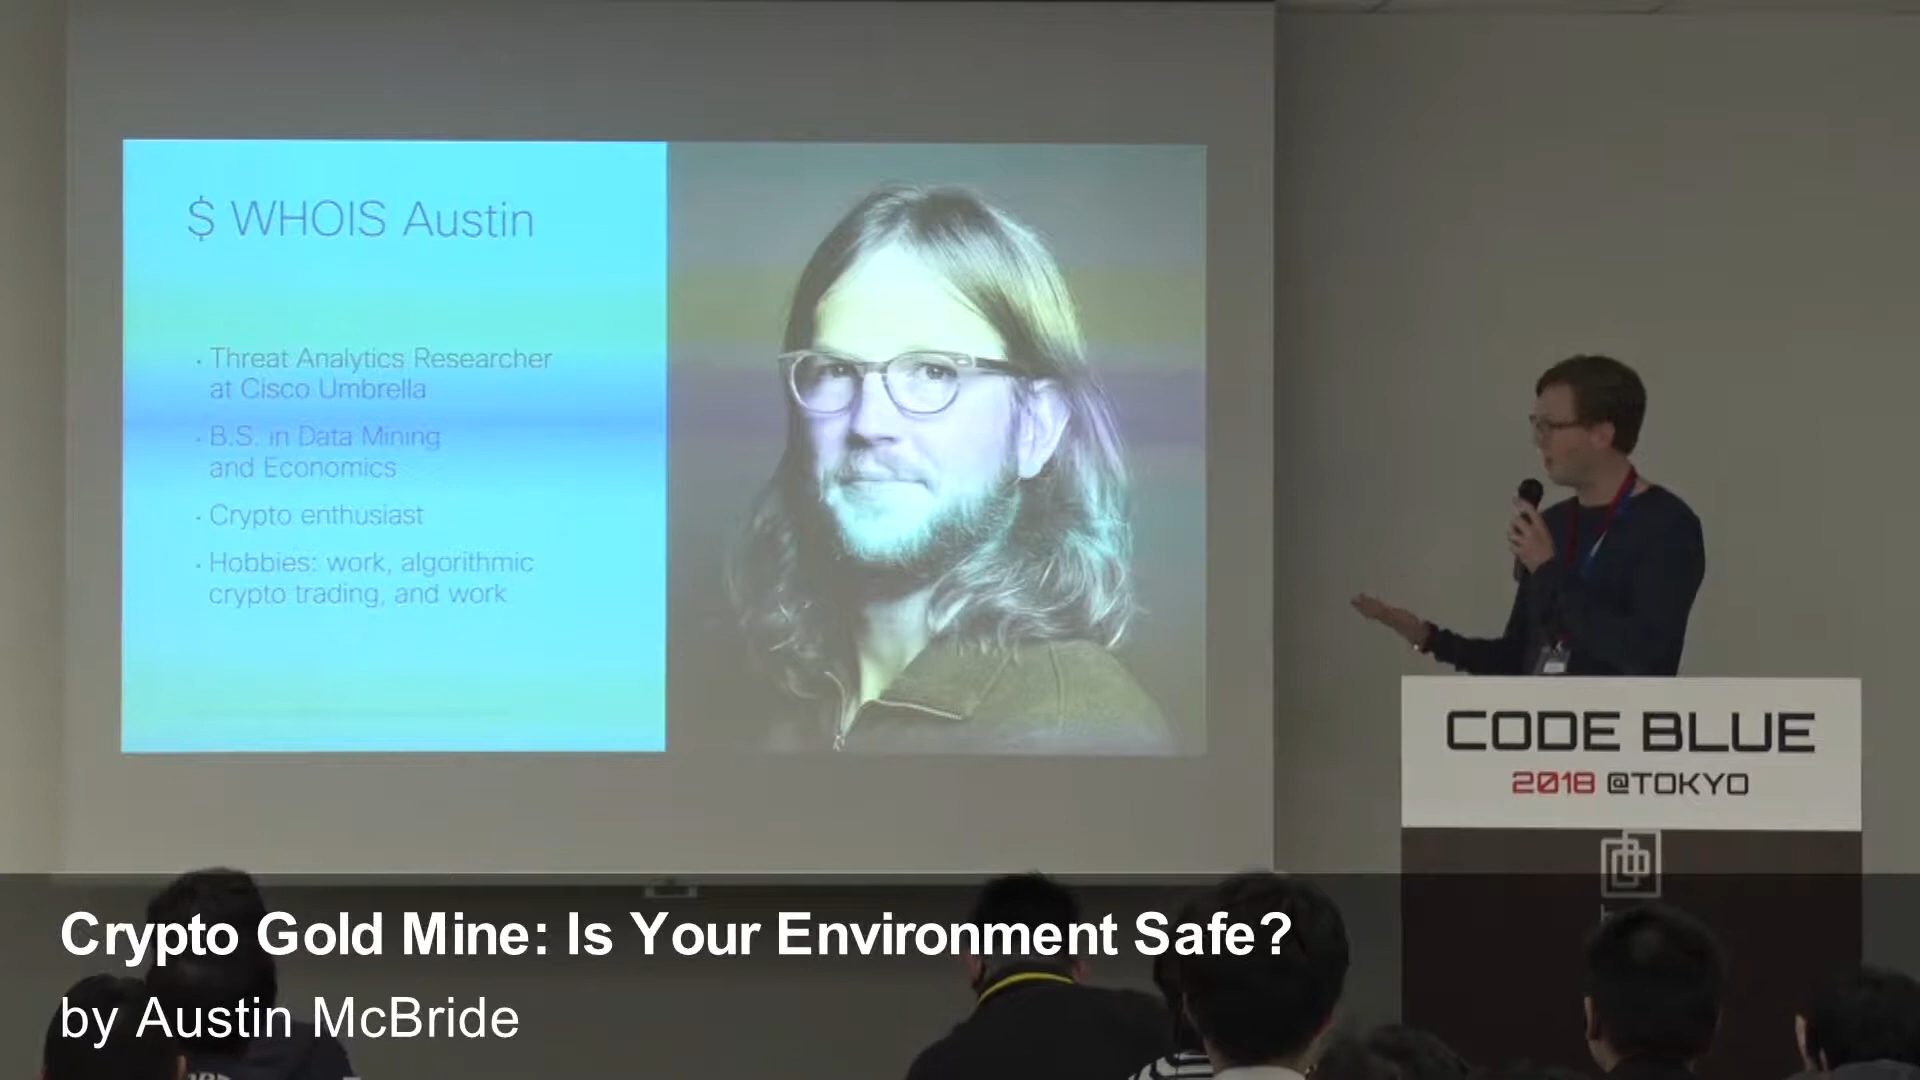 $ WHOIS Austin
· Threat Analytics Researcher
at Cisco Umbrella
· B.S. in Data Mining
and Economics
· Crypto enthusiast
· Hobbies: work, algorithmic
crypto trading, and work
CODE BLUE
2018 @TOKYO
Crypto Gold Mine: Is Your Environment Safe?
by Austin McBride